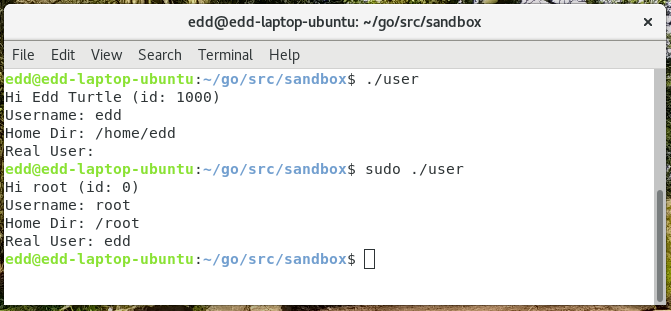 edd@edd-laptop-ubuntu: ~/go/src/sandbox
×
File Edit View Search Terminal Help
edd@edd-laptop-ubuntu:~/go/src/sandbox$ ./user
Hi Edd Turtle (id: 1000)
Username: edd
Home Dir: /home/edd
Real User:
edd@edd-laptop-ubuntu:~/go/src/sandbox$ sudo ./user
Hi root (id: 0)
Username: root
Home Dir: /root
Real User: edd
edd@edd-laptop-ubuntu:~/go/src/sandbox$